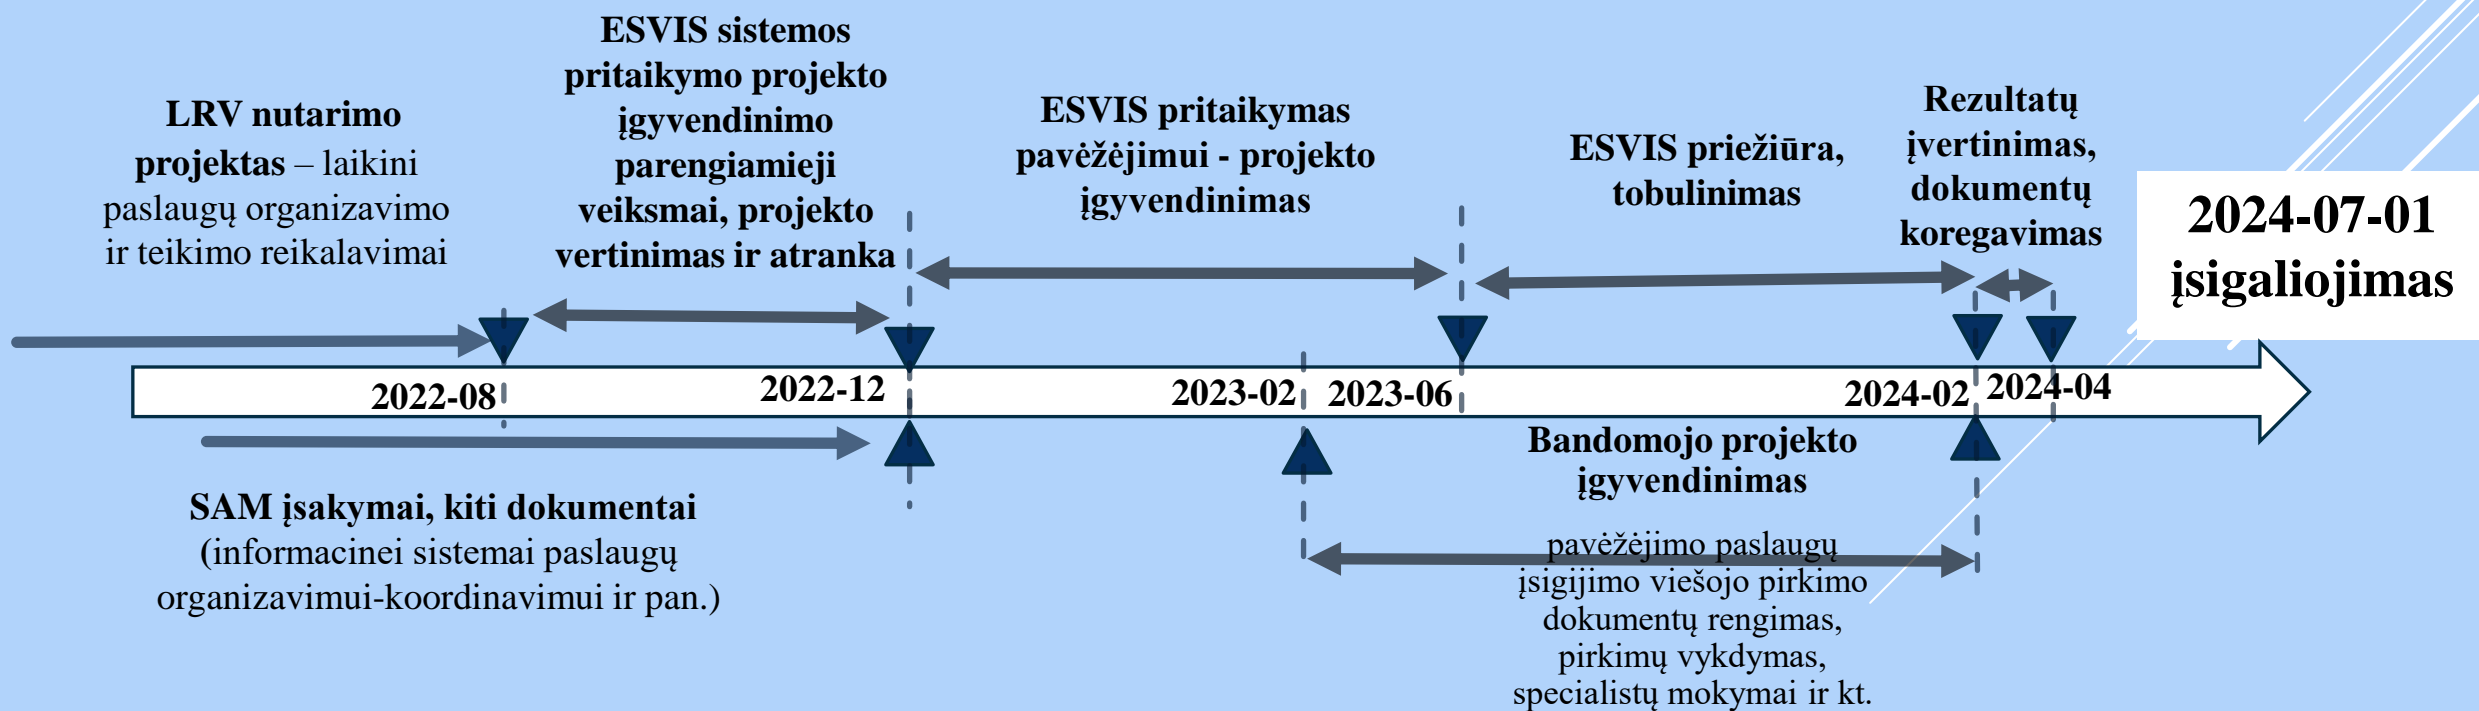 LRV nutarimo
projektas – laikini
paslaugų organizavimo
ir teikimo reikalavimai
ESVIS sistemos
pritaikymo projekto
įgyvendinimo
parengiamieji
veiksmai, projekto
vertinimas ir atranka
ESVIS pritaikymas
pavėžėjimui - projekto
įgyvendinimas
ESVIS priežiūra,
tobulinimas
Rezultatų
įvertinimas,
dokumentų
koregavimas
2024-07-01
įsigaliojimas
2022-08
2022-12
2023-02
2023-06
2024-02
2024-04
SAM įsakymai, kiti dokumentai
(informacinei sistemai paslaugų
organizavimui-koordinavimui ir pan.)
Bandomojo projekto
įgyvendinimas
pavėžėjimo paslaugų
įsigijimo viešojo pirkimo
dokumentų rengimas,
pirkimų vykdymas,
specialistų mokymai ir kt.